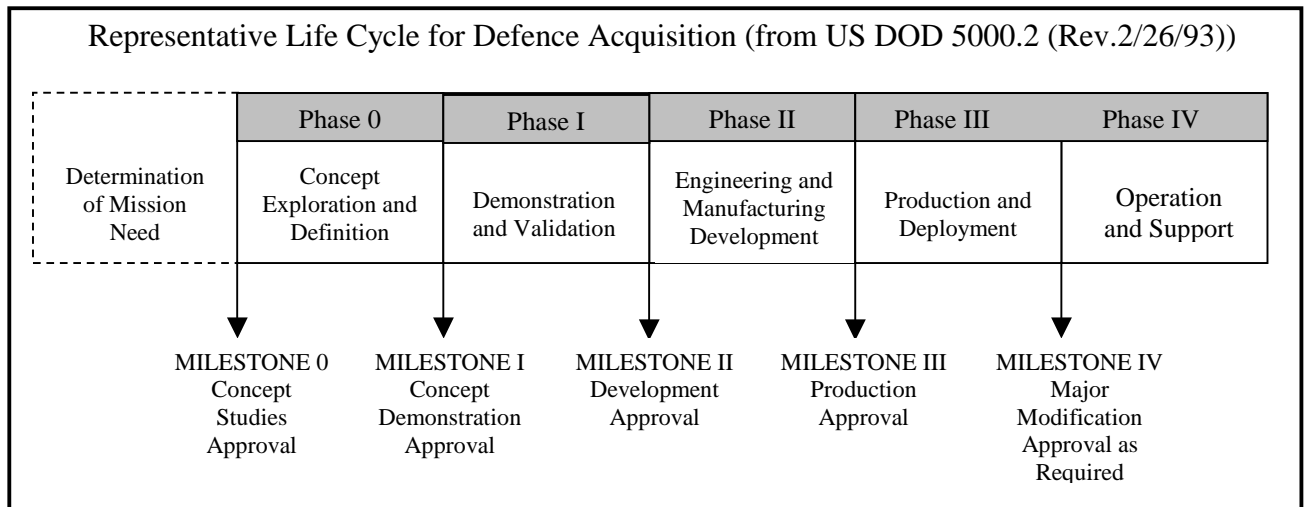 Representative Life Cycle for Defence Acquisition (from US DOD 5000.2 (Rev.2/26/93))
Phase 0
Phase I
Phase II
Phase III
Phase IV
Determination
of Mission
Need
Concept
Exploration and
Definition
Demonstration
and Validation
Engineering and
Manufacturing
Development
Production and
Deployment
Operation
and Support
MILESTONE 0
Concept
Studies
Approval
MILESTONE I
Concept
Demonstration
Approval
MILESTONE II
Development
Approval
MILESTONE III
Production
Approval
MILESTONE IV
Major
Modification
Approval as
Required